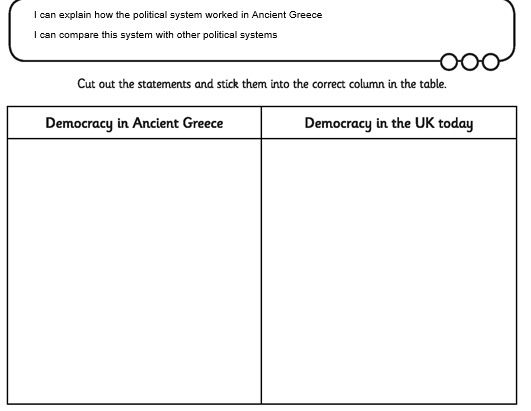 I can explain how the political system worked in Ancient Greece
I can compare this system with other political systems
Cut out the statements and stick them into the correct column in the table.
Democracy in Ancient Greece
Democracy in the UK today